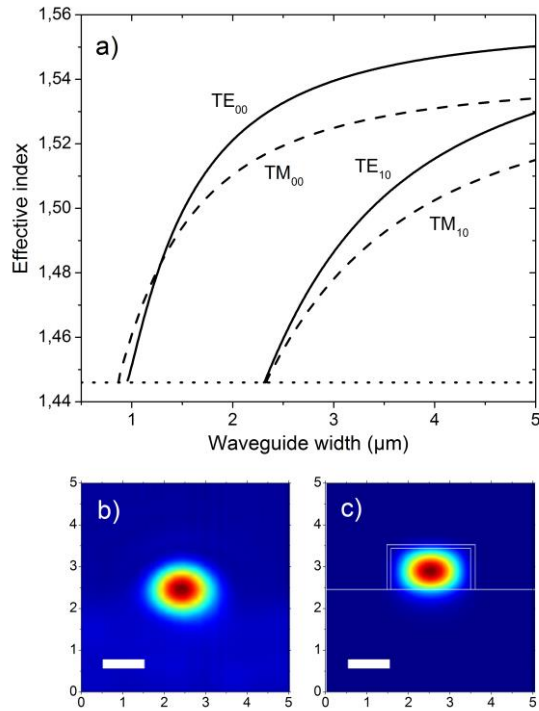 a)
1,56
1,54
1,52
1,50
1,48
1,46
1,44
Effective index
TE00
TM00
TE10
TM10
1 2 3 4 5
Waveguide width (µm)
b)
5
4
3
2
1
0
0 1 2 3 4 5
c)
5
4
3
2
1
0
0 1 2 3 4 5